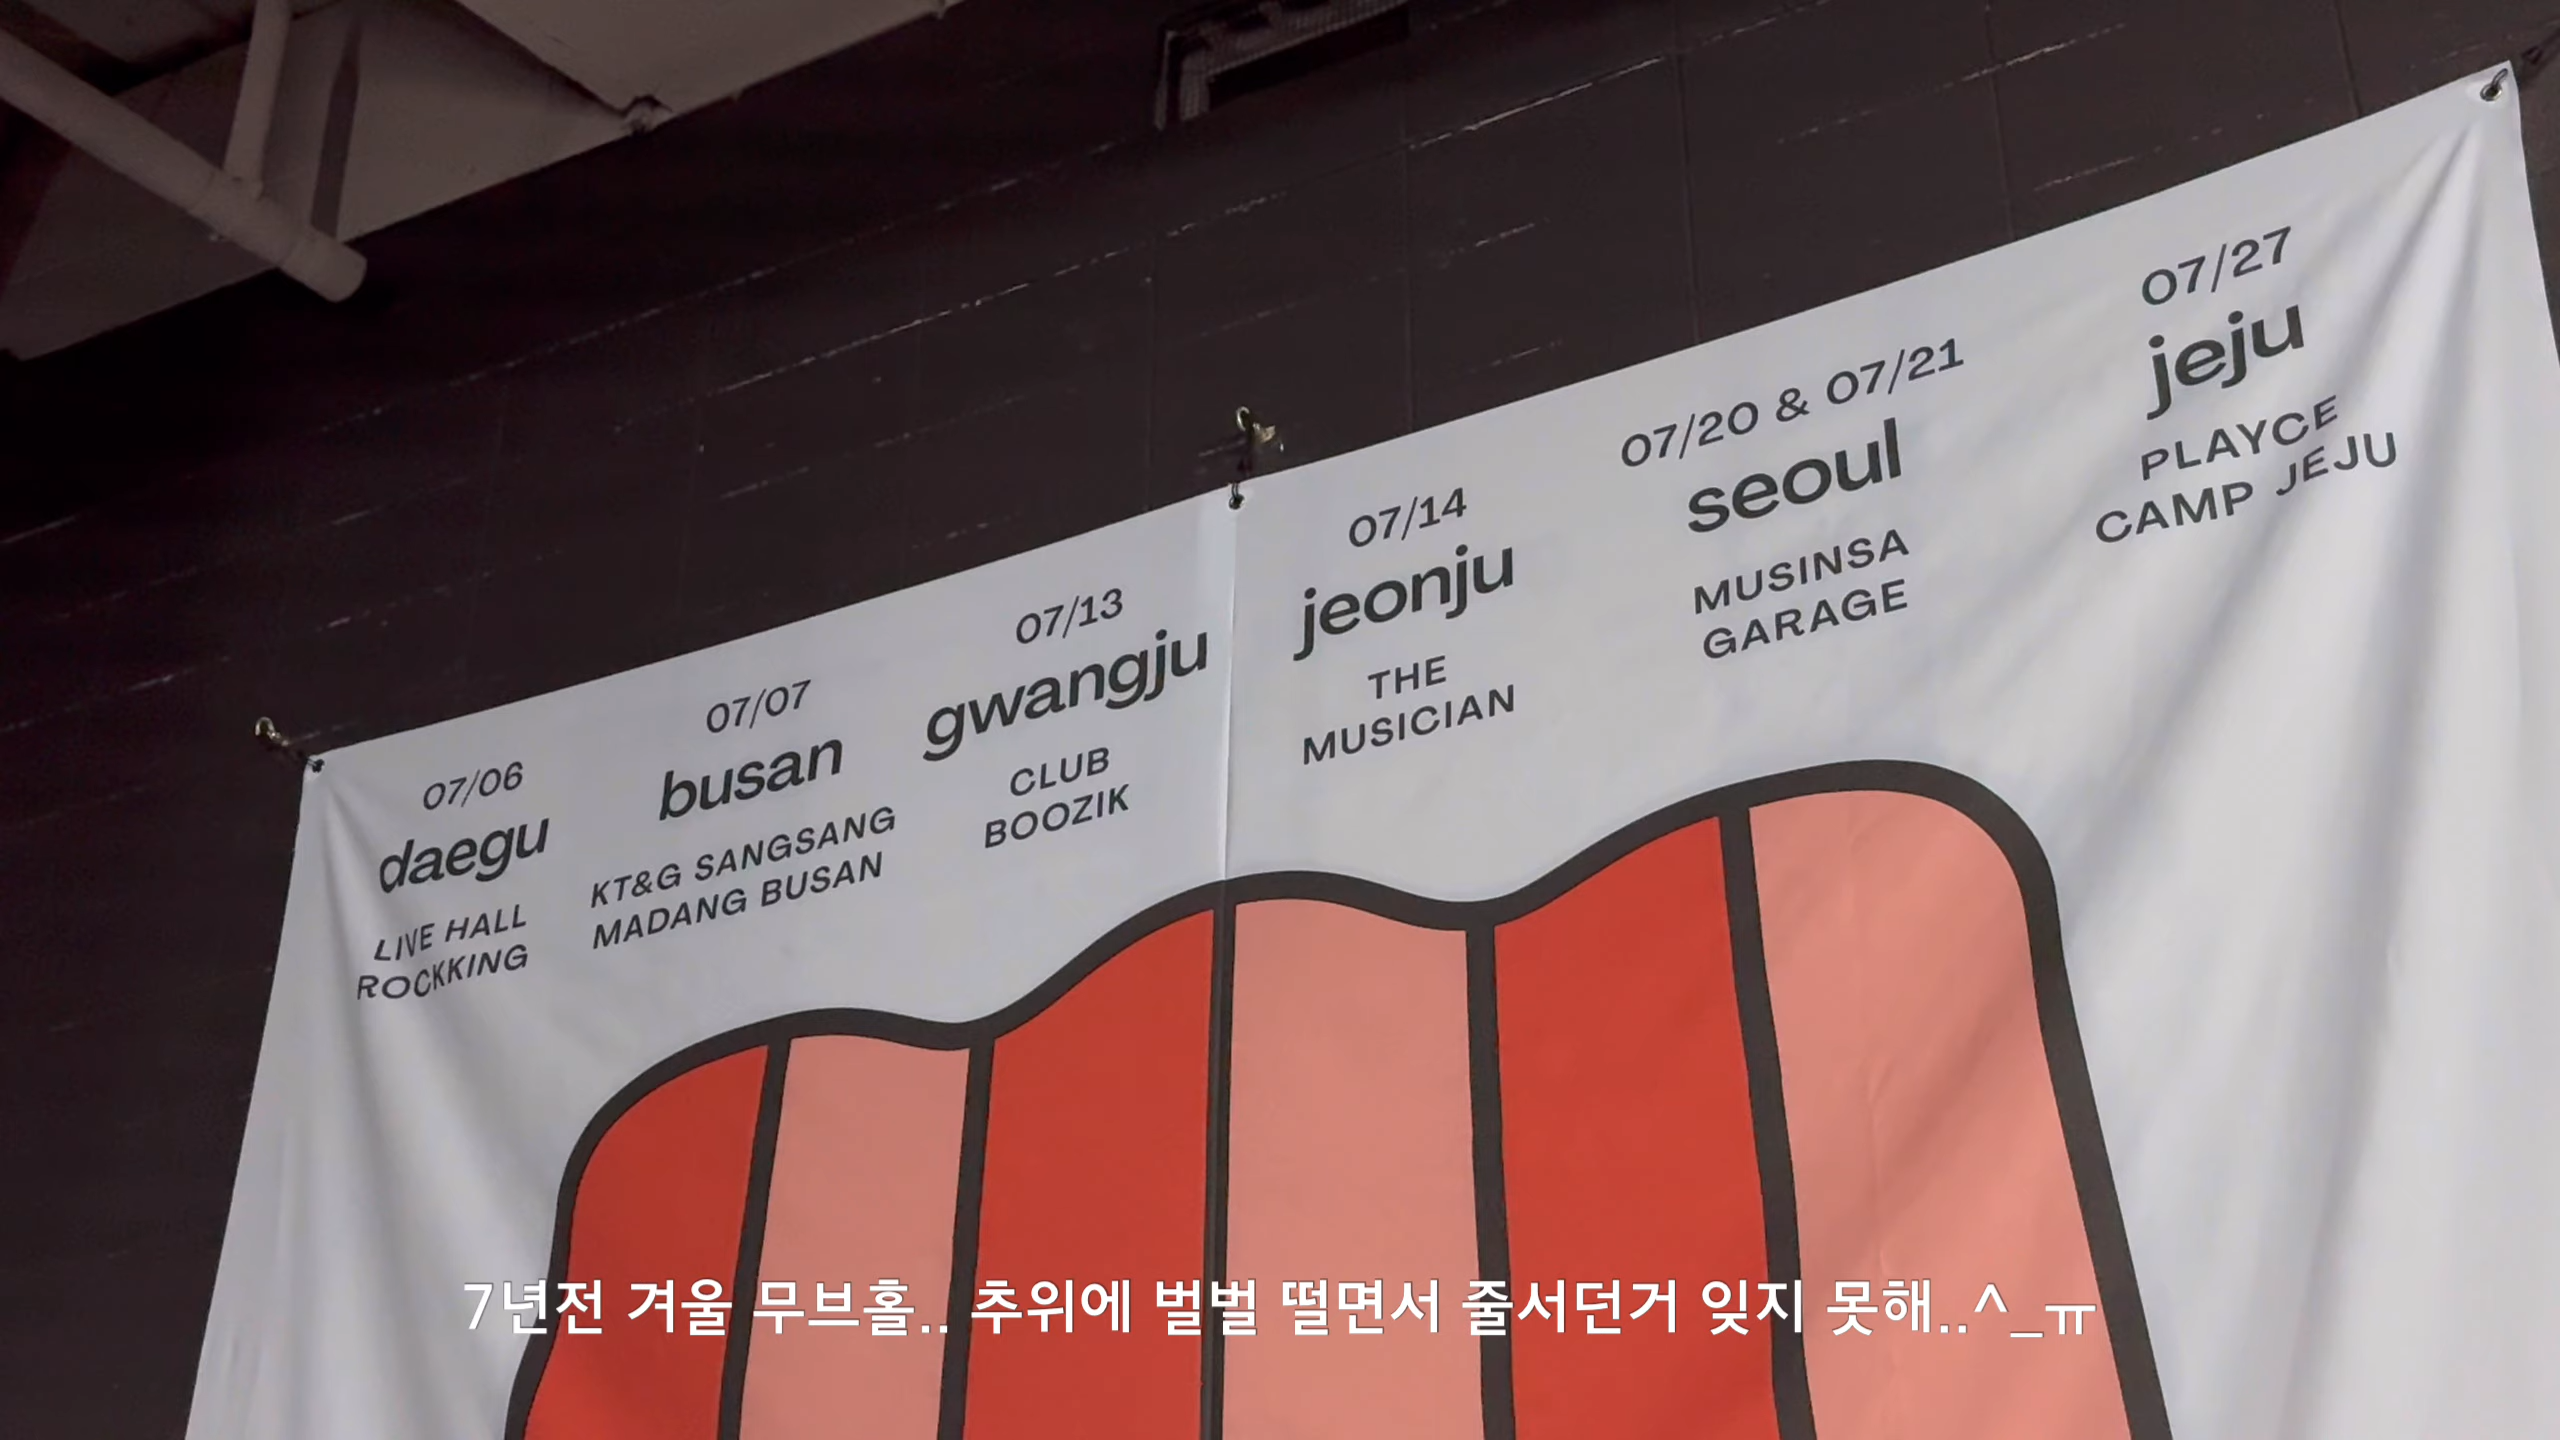 07/06
daegu
LIVE HALL
ROCKKING
07/07
busan
KT&G SANGSANG
MADANG BUSAN
07/13
gwangju
CLUB
BOOZIK
07/14
jeonju
THE
MUSICIAN
07/20 & 07/21
seoul
MUSINSA
GARAGE
07/27
jeju
PLAYCE
CAMP JEJU
7년전 겨울 무브홀.. 추위에 벌벌 떨면서 줄서던거 잊지 못해..^_ㅠ